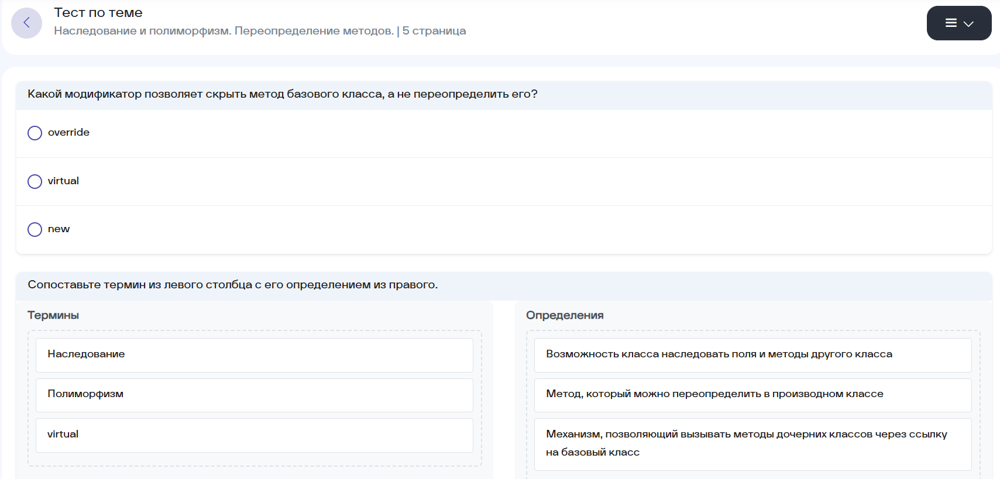 Тест по теме
Наследование и полиморфизм. Переопределение методов. | 5 страница
Какой модификатор позволяет скрыть метод базового класса, а не переопределить его?
override
virtual
new
Сопоставьте термин из левого столбца с его определением из правого.
Термины
Наследование
Полиморфизм
virtual
Определения
Возможность класса наследовать поля и методы другого класса
Метод, который можно переопределить в производном классе
Механизм, позволяющий вызывать методы дочерних классов через ссылку
на базовый класс